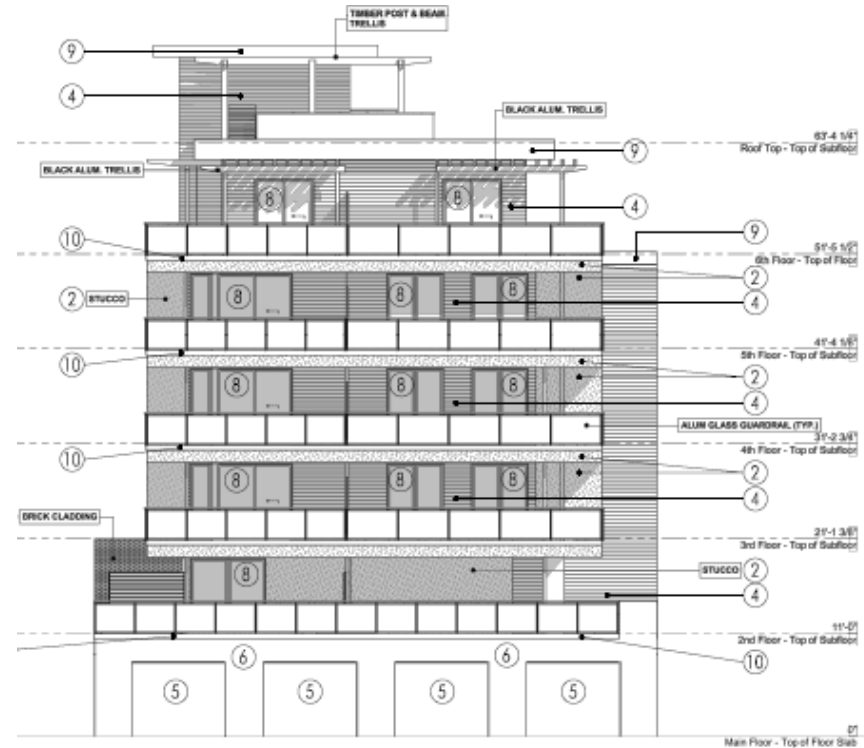 TIMBER POST & BEAM
TRELLIS
9
4
BLACK ALUM. TRELLIS
63'-4 1/4"
Roof Top - Top of Subfloor
9
BLACK ALUM. TRELLIS
8
8
4
10
9
51'-5 1/2"
6th Floor - Top of Floor
2
2 STUCCO
8
8
8
4
10
41'-4 1/8"
5th Floor - Top of Subfloor
2
8
8
8
4
ALUM GLASS GUARDRAIL (TYP.)
31'-2 3/4"
10
4th Floor - Top of Subfloor
2
8
8
8
4
BRICK CLADDING
21'-1 3/8"
3rd Floor - Top of Subfloor
8
STUCCO 2
4
11'-0"
2nd Floor - Top of Subfloor
6
6
10
5
5
5
5
0"
Main Floor - Top of Floor Slab